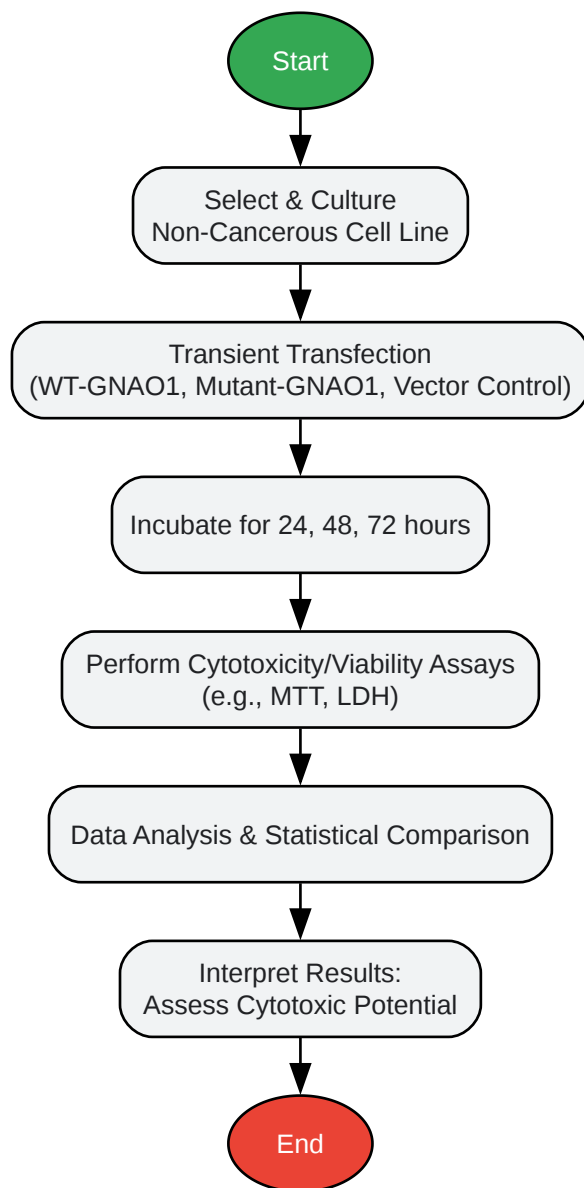 Start
Select & Culture
Non-Cancerous Cell Line
Transient Transfection
(WT-GNAO1, Mutant-GNAO1, Vector Control)
Incubate for 24, 48, 72 hours
Perform Cytotoxicity/Viability Assays
(e.g., MTT, LDH)
Data Analysis & Statistical Comparison
Interpret Results:
Assess Cytotoxic Potential
End